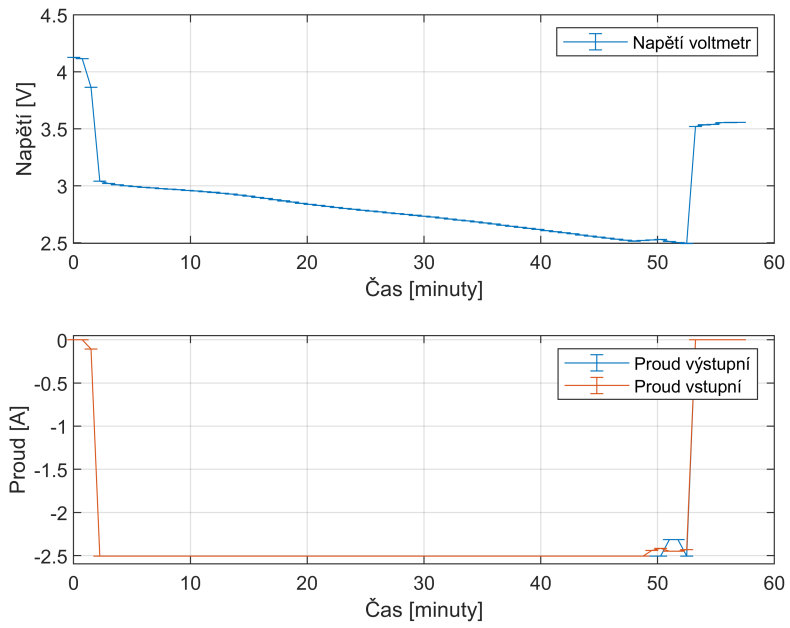 4.5
4
3.5
3
2.5
Napětí [V]
Napětí voltmetr
0 10 20 30 40 50 60
Čas [minuty]
0
-0.5
-1
-1.5
-2
-2.5
Proud [A]
Proud výstupní
Proud vstupní
0 10 20 30 40 50 60
Čas [minuty]